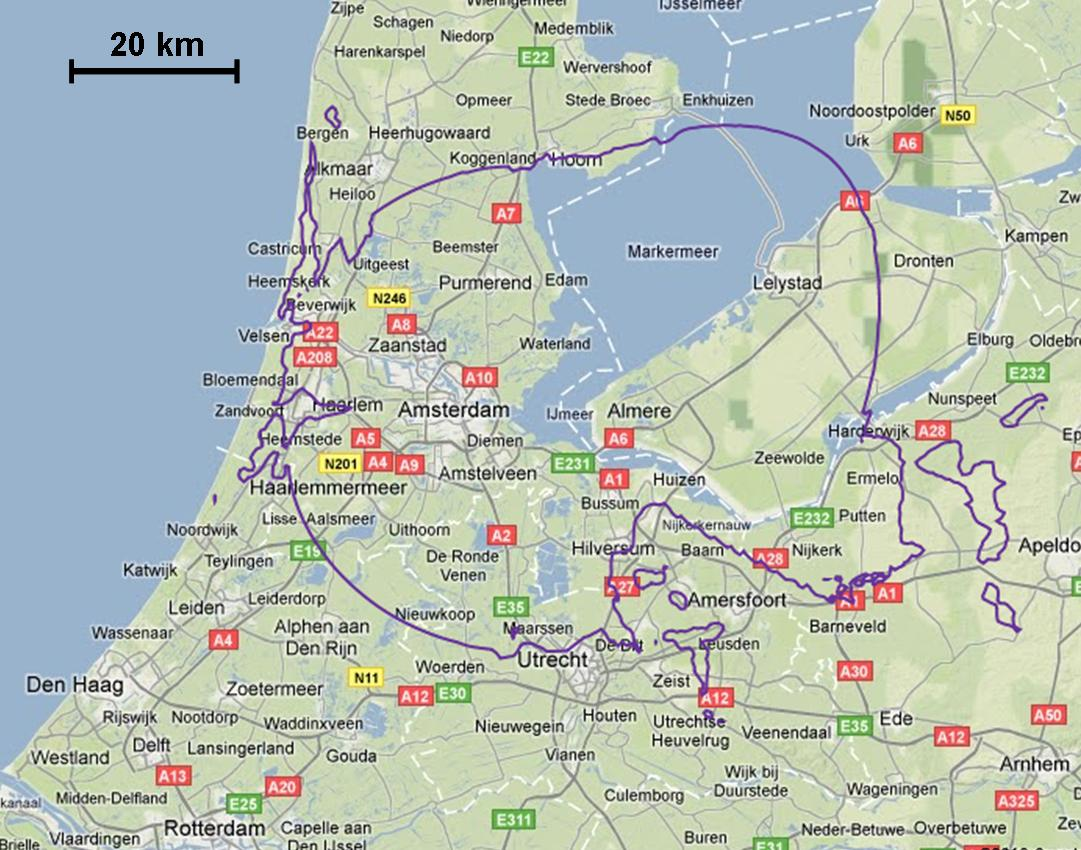 Zijpe
Wieringermeer
IJsselmeer
Schagen
Niedorp
Medemblik
20 km
Harenkarspel
E22
Wervershoof
Opmeer
Stede Broec
Enkhuizen
Noordoostpolder
N50
Bergen
Heerhugowaard
Urk
A6
Koggenland
Hoorn
Alkmaar
Heiloo
A6
A7
Castricum
Beemster
Markermeer
Kampen
Uitgeest
Dronten
Heemskerk
Purmerend
Edam
Lelystad
Beverwijk
N246
Velsen
A22
A8
Zaanstad
Waterland
Elburg
A208
E232
Bloemendaal
A10
Nunspeet
Zandvoort
Haarlem
Amsterdam
IJmeer
Almere
Harderwijk
A28
Heemstede
A5
Diemen
A6
N201
A4
A9
Amstelveen
E231
Zeewolde
A1
Huizen
Ermelo
Haarlemmermeer
Bussum
Lisse
Aalsmeer
Uithoorn
Nijkerkernauw
E232
Putten
Noordwijk
A2
E19
Hilversum
Baarn
A28
Nijkerk
Teylingen
De Ronde
Venen
Katwijk
A27
A1
A1
Leiden
Leiderdorp
Nieuwkoop
E35
Amersfoort
Barneveld
Wassenaar
A4
Alphen aan
Den Rijn
Maarssen
De Bilt
Leusden
Utrecht
Woerden
A30
Den Haag
Zoetermeer
N11
A12
E30
Zeist
A12
Rijswijk
Nootdorp
Waddinxveen
Nieuwegein
Houten
Utrechtse
Heuvelrug
Veenendaal
E35
Ede
A50
A12
Westland
Delft
Lansingerland
Gouda
Vianen
Arnhem
A13
A20
Wijk bij
Duurstede
Midden-Delfland
E25
Culemborg
Wageningen
A325
Vlaardingen
Rotterdam
Capelle aan
Den IJssel
E311
Buren
E31
Neder-Betuwe
Overbetuwe
Brielle